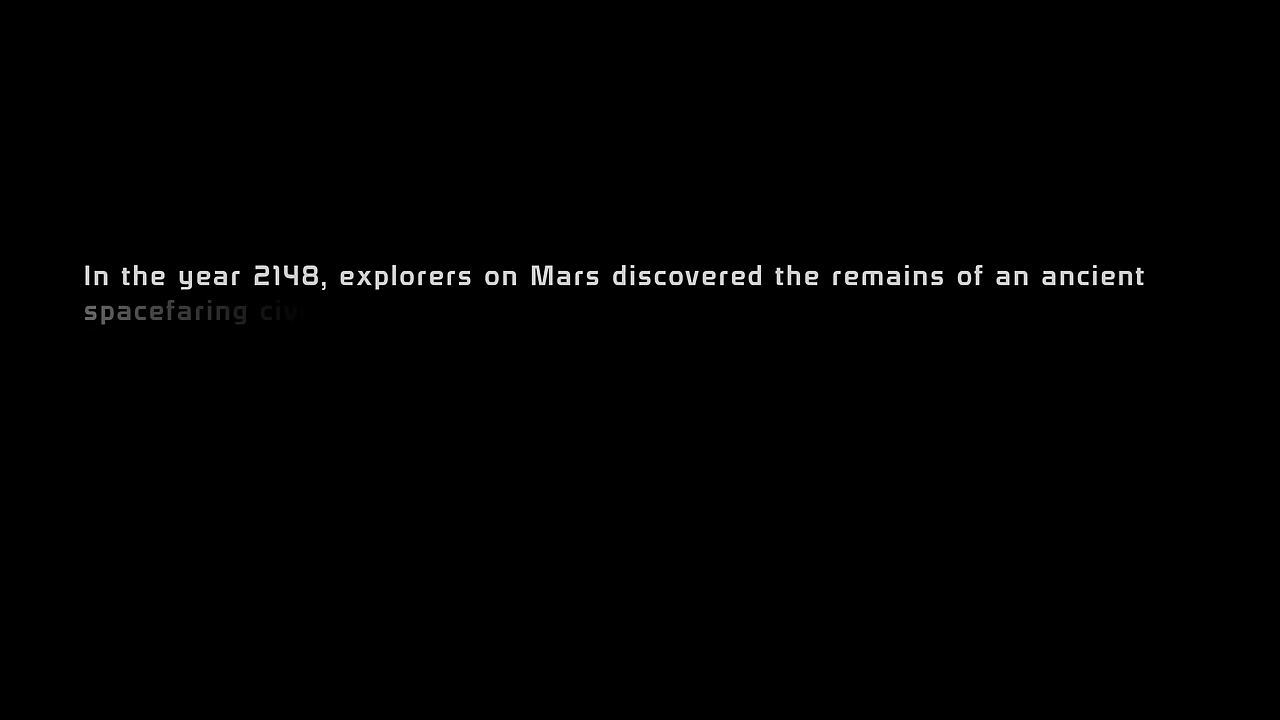 In the year 2148, explorers on Mars discovered the remains of an ancient
spacefaring